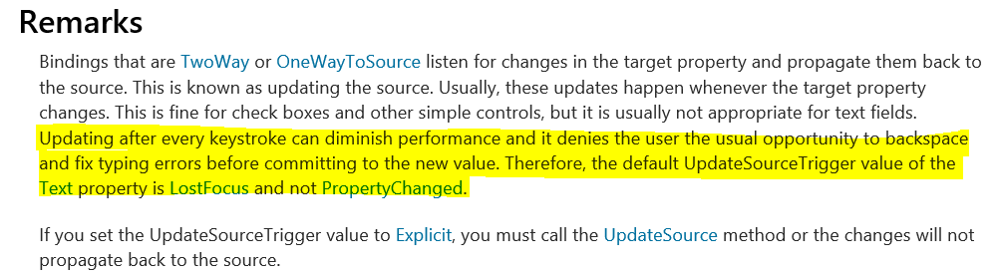 Remarks
Bindings that are TwoWay or OneWayToSource listen for changes in the target property and propagate them back to
the source. This is known as updating the source. Usually, these updates happen whenever the target property
changes. This is fine for check boxes and other simple controls, but it is usually not appropriate for text fields.
Updating after every keystroke can diminish performance and it denies the user the usual opportunity to backspace
and fix typing errors before committing to the new value. Therefore, the default UpdateSourceTrigger value of the
Text property is LostFocus and not PropertyChanged.
If you set the UpdateSourceTrigger value to Explicit, you must call the UpdateSource method or the changes will not
propagate back to the source.